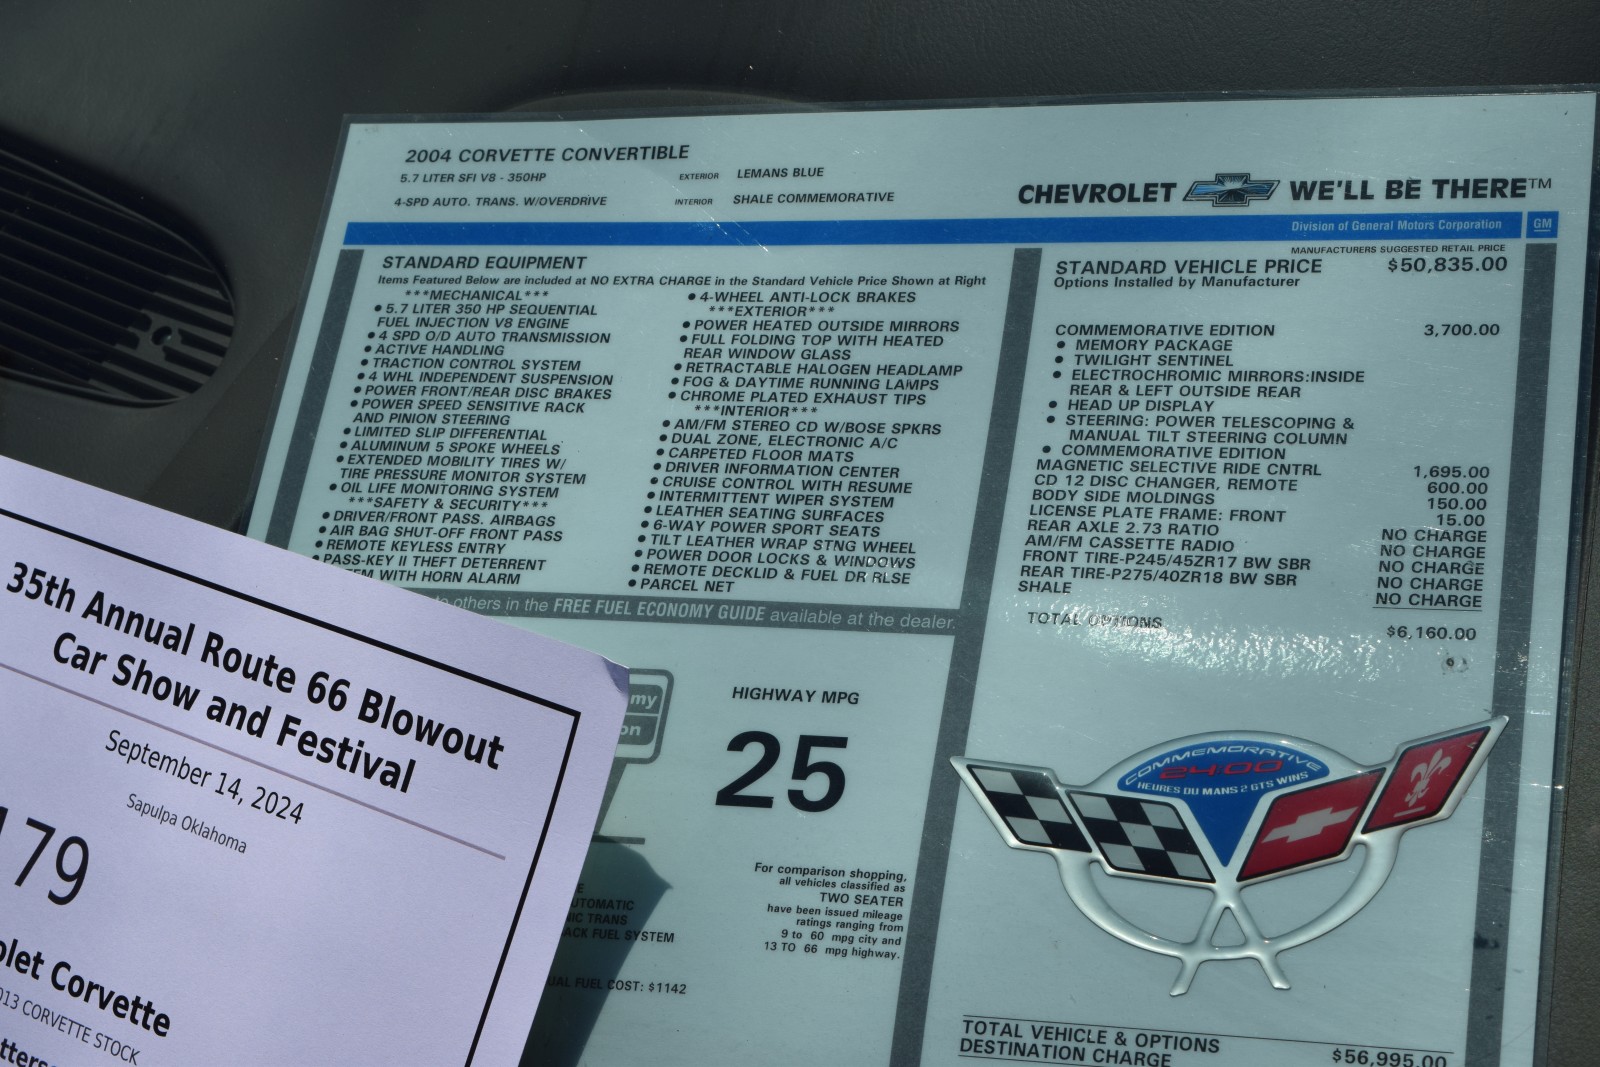 2004 CORVETTE CONVERTIBLE
5.7 LITER SFI V8 - 350HP
4-SPD AUTO. TRANS. W/OVERDRIVE
EXTERIOR LEMANS BLUE
INTERIOR SHALE COMMEMORATIVE
CHEVROLET WE'LL BE THERE™
Division of General Motors Corporation GM
STANDARD EQUIPMENT
Items Featured Below are included at NO EXTRA CHARGE in the Standard Vehicle Price Shown at Right
***MECHANICAL***
• 5.7 LITER 350 HP SEQUENTIAL
FUEL INJECTION V8 ENGINE
• 4 SPD O/D AUTO TRANSMISSION
• ACTIVE HANDLING
• TRACTION CONTROL SYSTEM
• 4 WHL INDEPENDENT SUSPENSION
• POWER FRONT/REAR DISC BRAKES
• POWER SPEED SENSITIVE RACK
AND PINION STEERING
• LIMITED SLIP DIFFERENTIAL
• ALUMINUM 5 SPOKE WHEELS
• EXTENDED MOBILITY TIRES W/
TIRE PRESSURE MONITOR SYSTEM
• OIL LIFE MONITORING SYSTEM
***SAFETY & SECURITY***
• DRIVER/FRONT PASS. AIRBAGS
• AIR BAG SHUT-OFF FRONT PASS
• REMOTE KEYLESS ENTRY
• PASS-KEY II THEFT DETERRENT
WITH HORN ALARM
• 4-WHEEL ANTI-LOCK BRAKES
***EXTERIOR***
• POWER HEATED OUTSIDE MIRRORS
• FULL FOLDING TOP WITH HEATED
REAR WINDOW GLASS
• RETRACTABLE HALOGEN HEADLAMP
• FOG & DAYTIME RUNNING LAMPS
• CHROME PLATED EXHAUST TIPS
***INTERIOR***
• AM/FM STEREO CD W/BOSE SPKRS
• DUAL ZONE, ELECTRONIC A/C
• CARPETED FLOOR MATS
• DRIVER INFORMATION CENTER
• CRUISE CONTROL WITH RESUME
• INTERMITTENT WIPER SYSTEM
• LEATHER SEATING SURFACES
• 6-WAY POWER SPORT SEATS
• TILT LEATHER WRAP STNG WHEEL
• POWER DOOR LOCKS & WINDOWS
• REMOTE DECKLID & FUEL DR RLSE
• PARCEL NET
to others in the FREE FUEL ECONOMY GUIDE available at the dealer.
MANUFACTURERS SUGGESTED RETAIL PRICE
STANDARD VEHICLE PRICE $50,835.00
Options Installed by Manufacturer
COMMEMORATIVE EDITION 3,700.00
• MEMORY PACKAGE
• TWILIGHT SENTINEL
• ELECTROCHROMIC MIRRORS:INSIDE
REAR & LEFT OUTSIDE REAR
• HEAD UP DISPLAY
• STEERING: POWER TELESCOPING &
MANUAL TILT STEERING COLUMN
• COMMEMORATIVE EDITION
MAGNETIC SELECTIVE RIDE CNTRL 1,695.00
CD 12 DISC CHANGER, REMOTE 600.00
BODY SIDE MOLDINGS 150.00
LICENSE PLATE FRAME: FRONT 15.00
REAR AXLE 2.73 RATIO NO CHARGE
AM/FM CASSETTE RADIO NO CHARGE
FRONT TIRE-P245/45ZR17 BW SBR NO CHARGE
REAR TIRE-P275/40ZR18 BW SBR NO CHARGE
SHALE NO CHARGE
TOTAL OPTIONS $6,160.00
COMMEMORATIVE
24:00
HEURES DU MANS 2 GTS WINS
TOTAL VEHICLE & OPTIONS $56,995.00
DESTINATION CHARGE
my
on
HIGHWAY MPG
25
AUTOMATIC
TRANS
FUEL SYSTEM
FUEL COST: $1142
For comparison shopping,
all vehicles classified as
TWO SEATER
have been issued mileage
ratings ranging from
9 to 60 mpg city and
13 TO 66 mpg highway.
35th Annual Route 66 Blowout
Car Show and Festival
September 14, 2024
Sapulpa Oklahoma
179
olet Corvette
013 CORVETTE STOCK